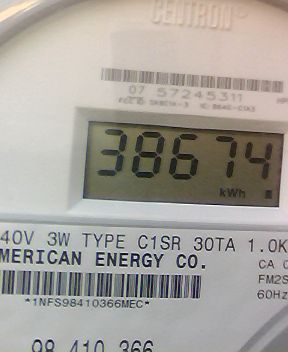 CENTRON
07 57245311
38674
kWh
40V 3W TYPE C1SR 30TA 1.0K
MERICAN ENERGY CO.
CA 0
FM2S
*1NFS98410366MEC*
60Hz
98 410 366